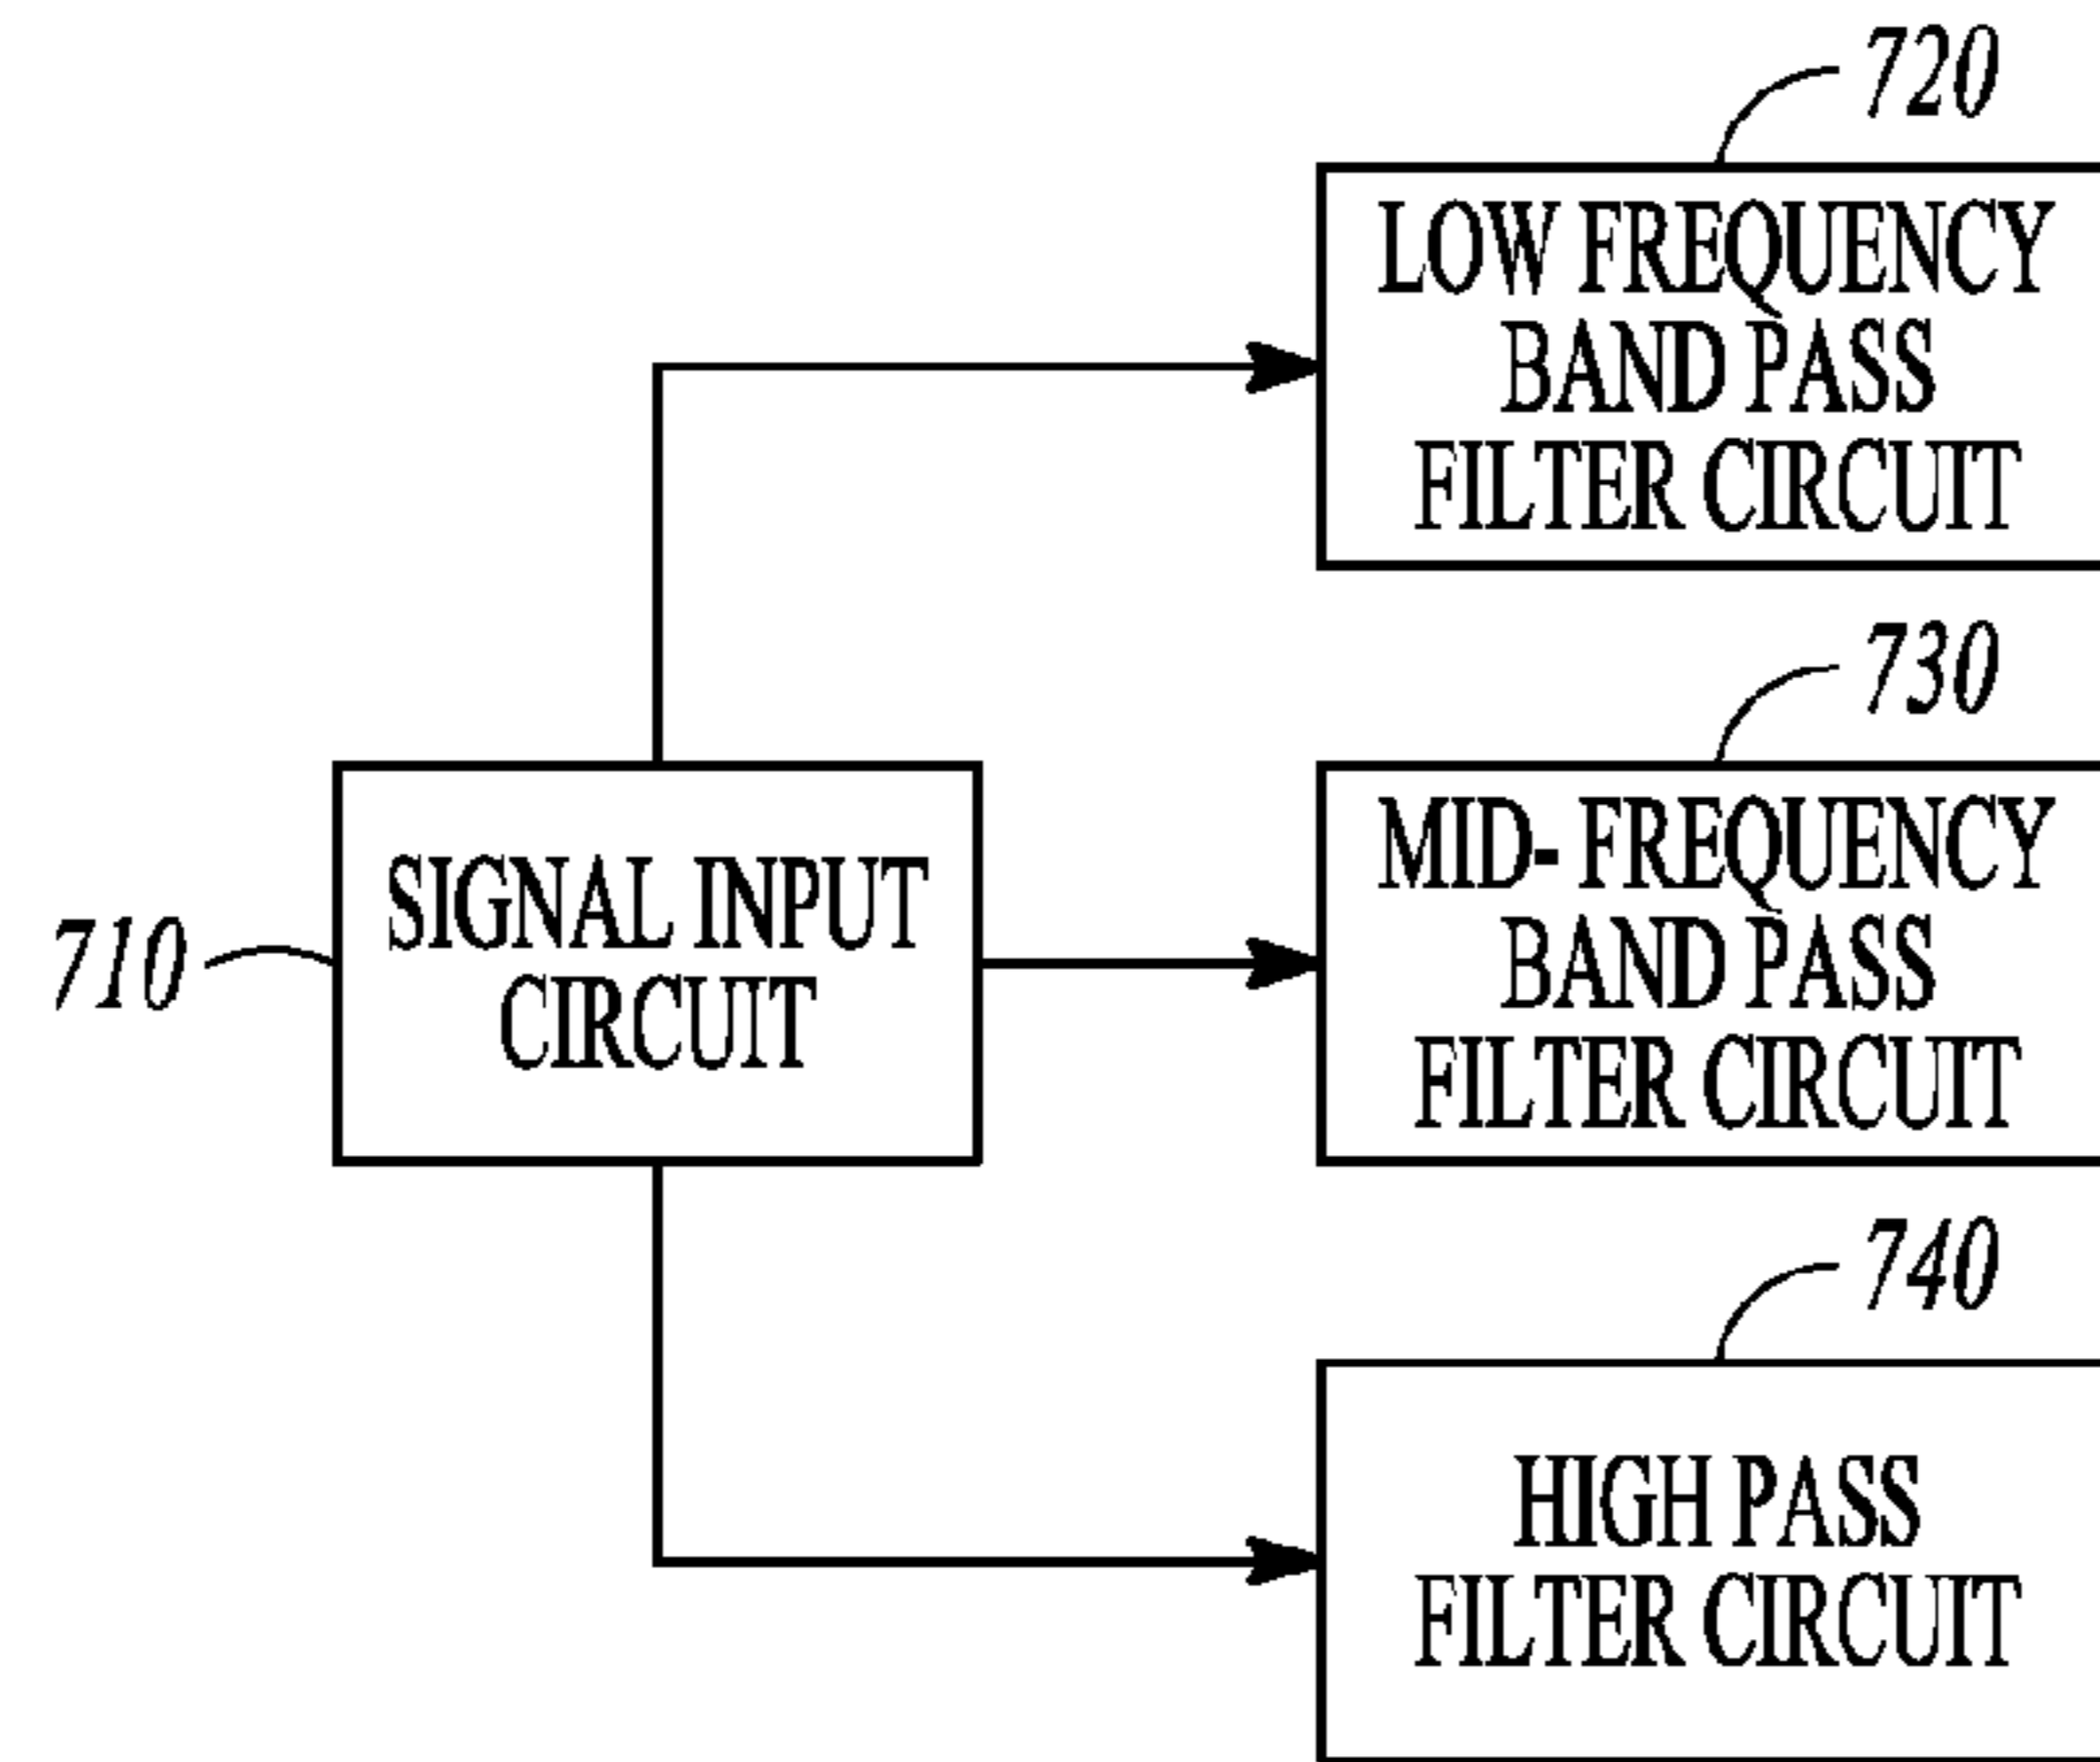 720
LOW FREQUENCY
BAND PASS
FILTER CIRCUIT
730
MID- FREQUENCY
BAND PASS
FILTER CIRCUIT
710
SIGNAL INPUT
CIRCUIT
740
HIGH PASS
FILTER CIRCUIT